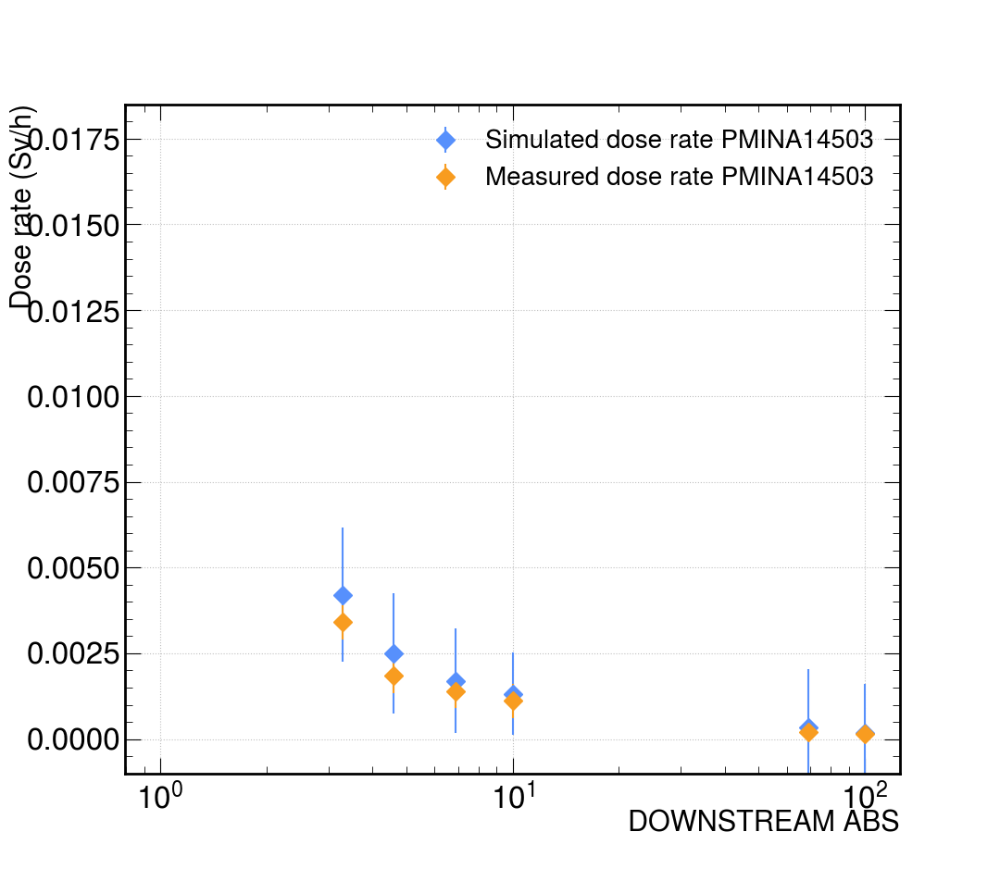 Dose rate (Sv/h)
0.0175
0.0150
0.0125
0.0100
0.0075
0.0050
0.0025
0.0000
Simulated dose rate PMINA14503
Measured dose rate PMINA14503
10⁰
10¹
10²
DOWNSTREAM ABS